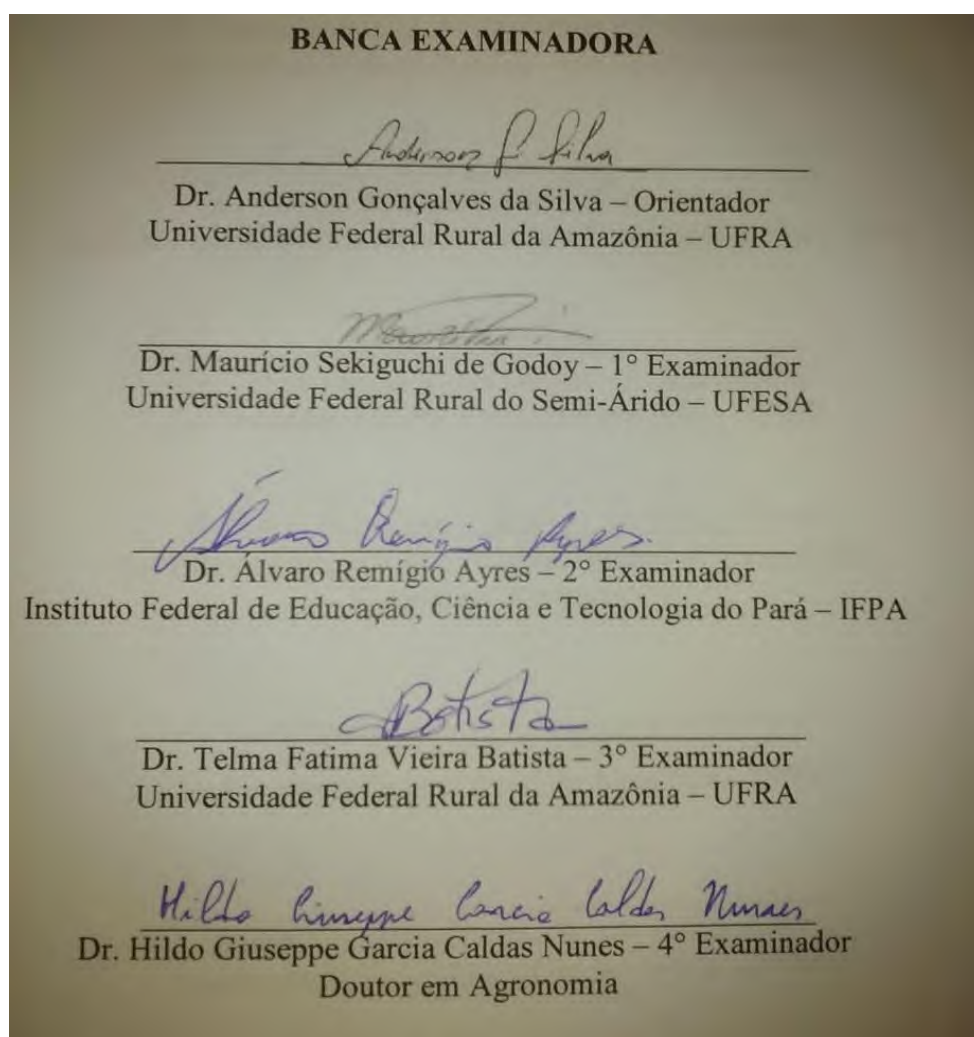 BANCA EXAMINADORA
Anderson G Silva
Dr. Anderson Gonçalves da Silva – Orientador
Universidade Federal Rural da Amazônia – UFRA
Dr. Maurício Sekiguchi de Godoy – 1° Examinador
Universidade Federal Rural do Semi-Árido – UFESA
Álvaro Remígio Ayres.
Dr. Álvaro Remígio Ayres – 2° Examinador
Instituto Federal de Educação, Ciência e Tecnologia do Pará – IFPA
Batista
Dr. Telma Fatima Vieira Batista – 3° Examinador
Universidade Federal Rural da Amazônia – UFRA
Hildo Giuseppe Garcia Caldas Nunes
Dr. Hildo Giuseppe Garcia Caldas Nunes – 4° Examinador
Doutor em Agronomia